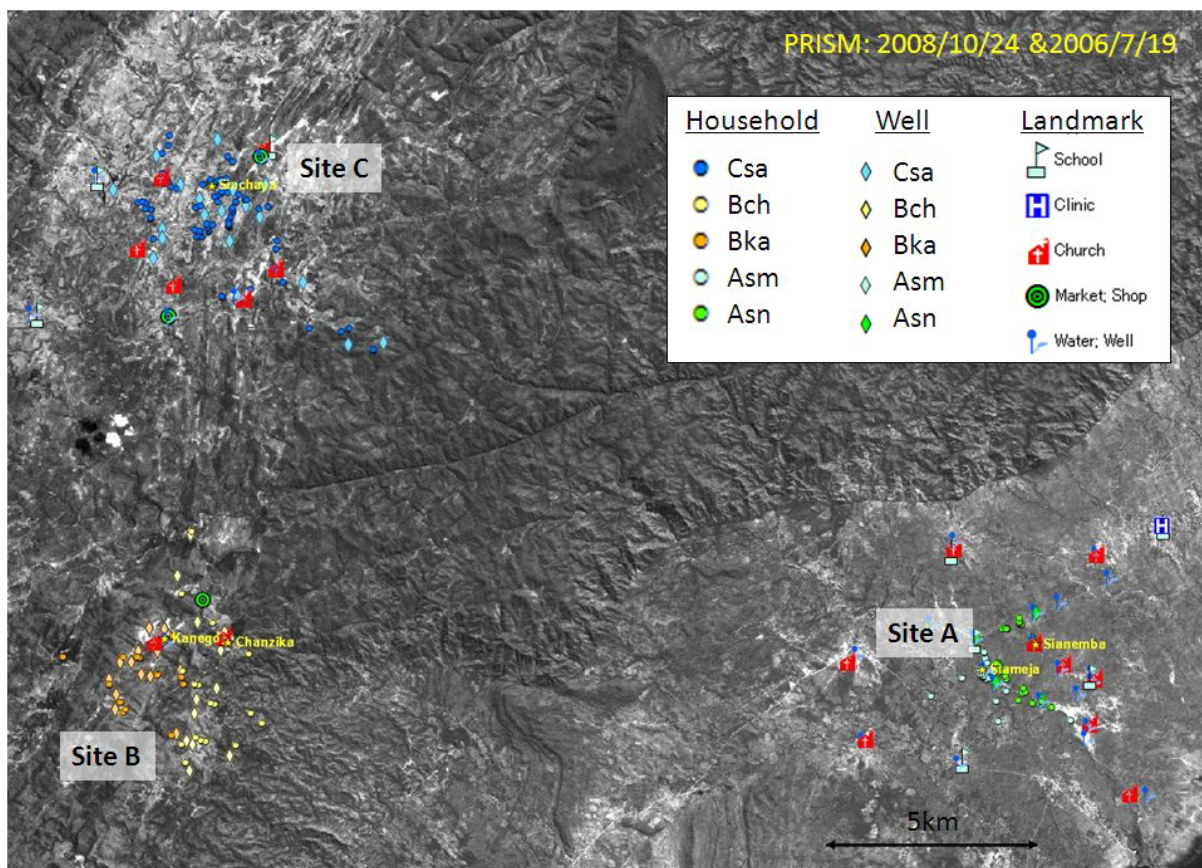 PRISM: 2008/10/24 &2006/7/19
Household
Well
Landmark
Csa
Bch
Bka
Asm
Asn
Csa
Bch
Bka
Asm
Asn
School
Clinic
Church
Market; Shop
Water; Well
Site C
Sinchaya
Kanego
Chanzika
Site B
Site A
Sianemba
Siameja
5km